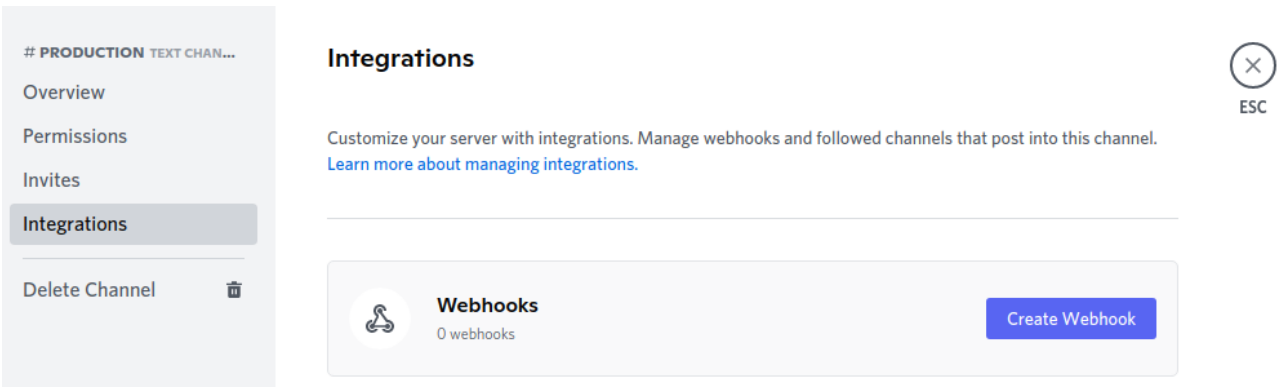 # PRODUCTION TEXT CHAN...
Overview
Permissions
Invites
Integrations
Delete Channel
Integrations
ESC
Customize your server with integrations. Manage webhooks and followed channels that post into this channel.
Learn more about managing integrations.
Webhooks
0 webhooks
Create Webhook